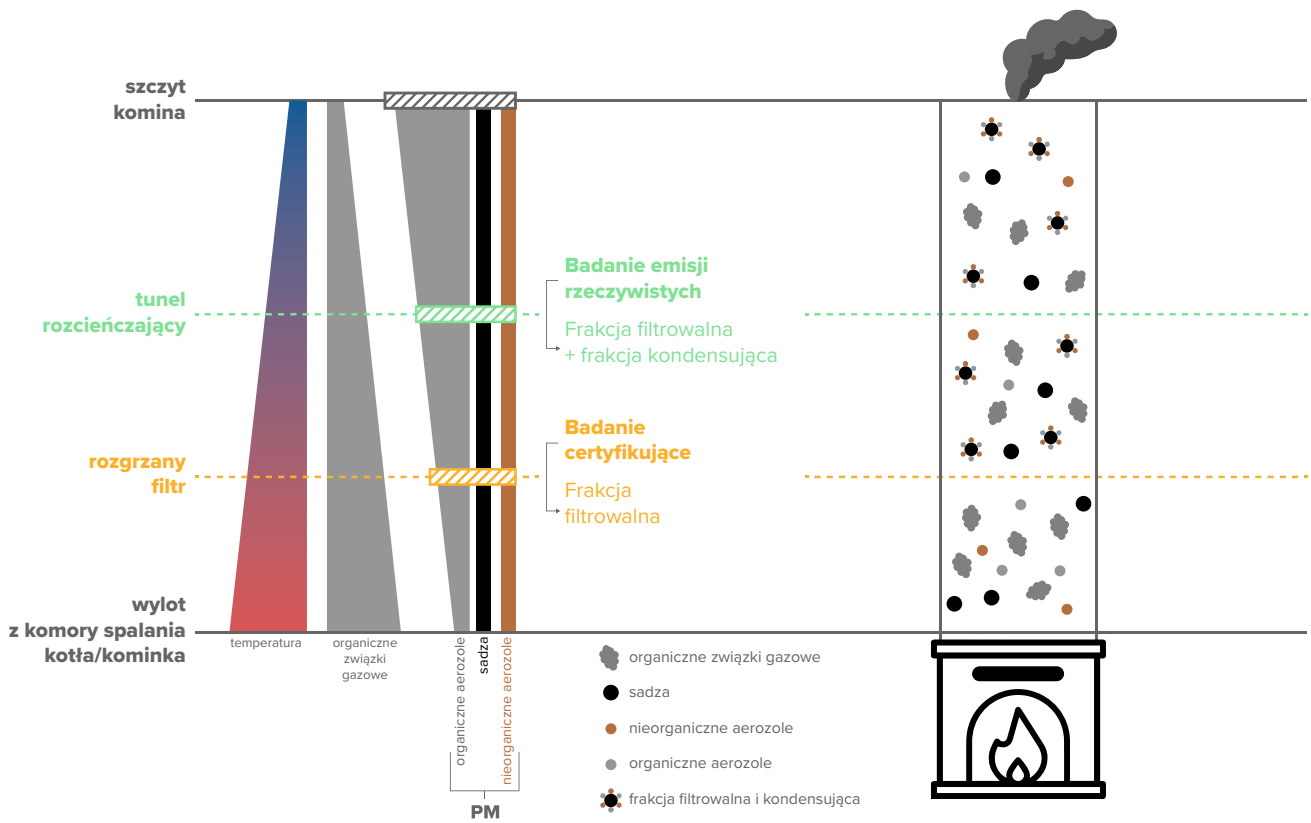 szczyt
komina
tunel
rozcieńczający
rozgrzany
filtr
wylot
z komory spalania
kotła/kominka
Badanie emisji
rzeczywistych
Frakcja filtrowalna
+ frakcja kondensująca
Badanie
certyfikujące
Frakcja
filtrowalna
temperatura
organiczne
związki
gazowe
organiczne aerozole
sadza
nieorganiczne aerozole
PM
organiczne związki gazowe
sadza
nieorganiczne aerozole
organiczne aerozole
frakcja filtrowalna i kondensująca